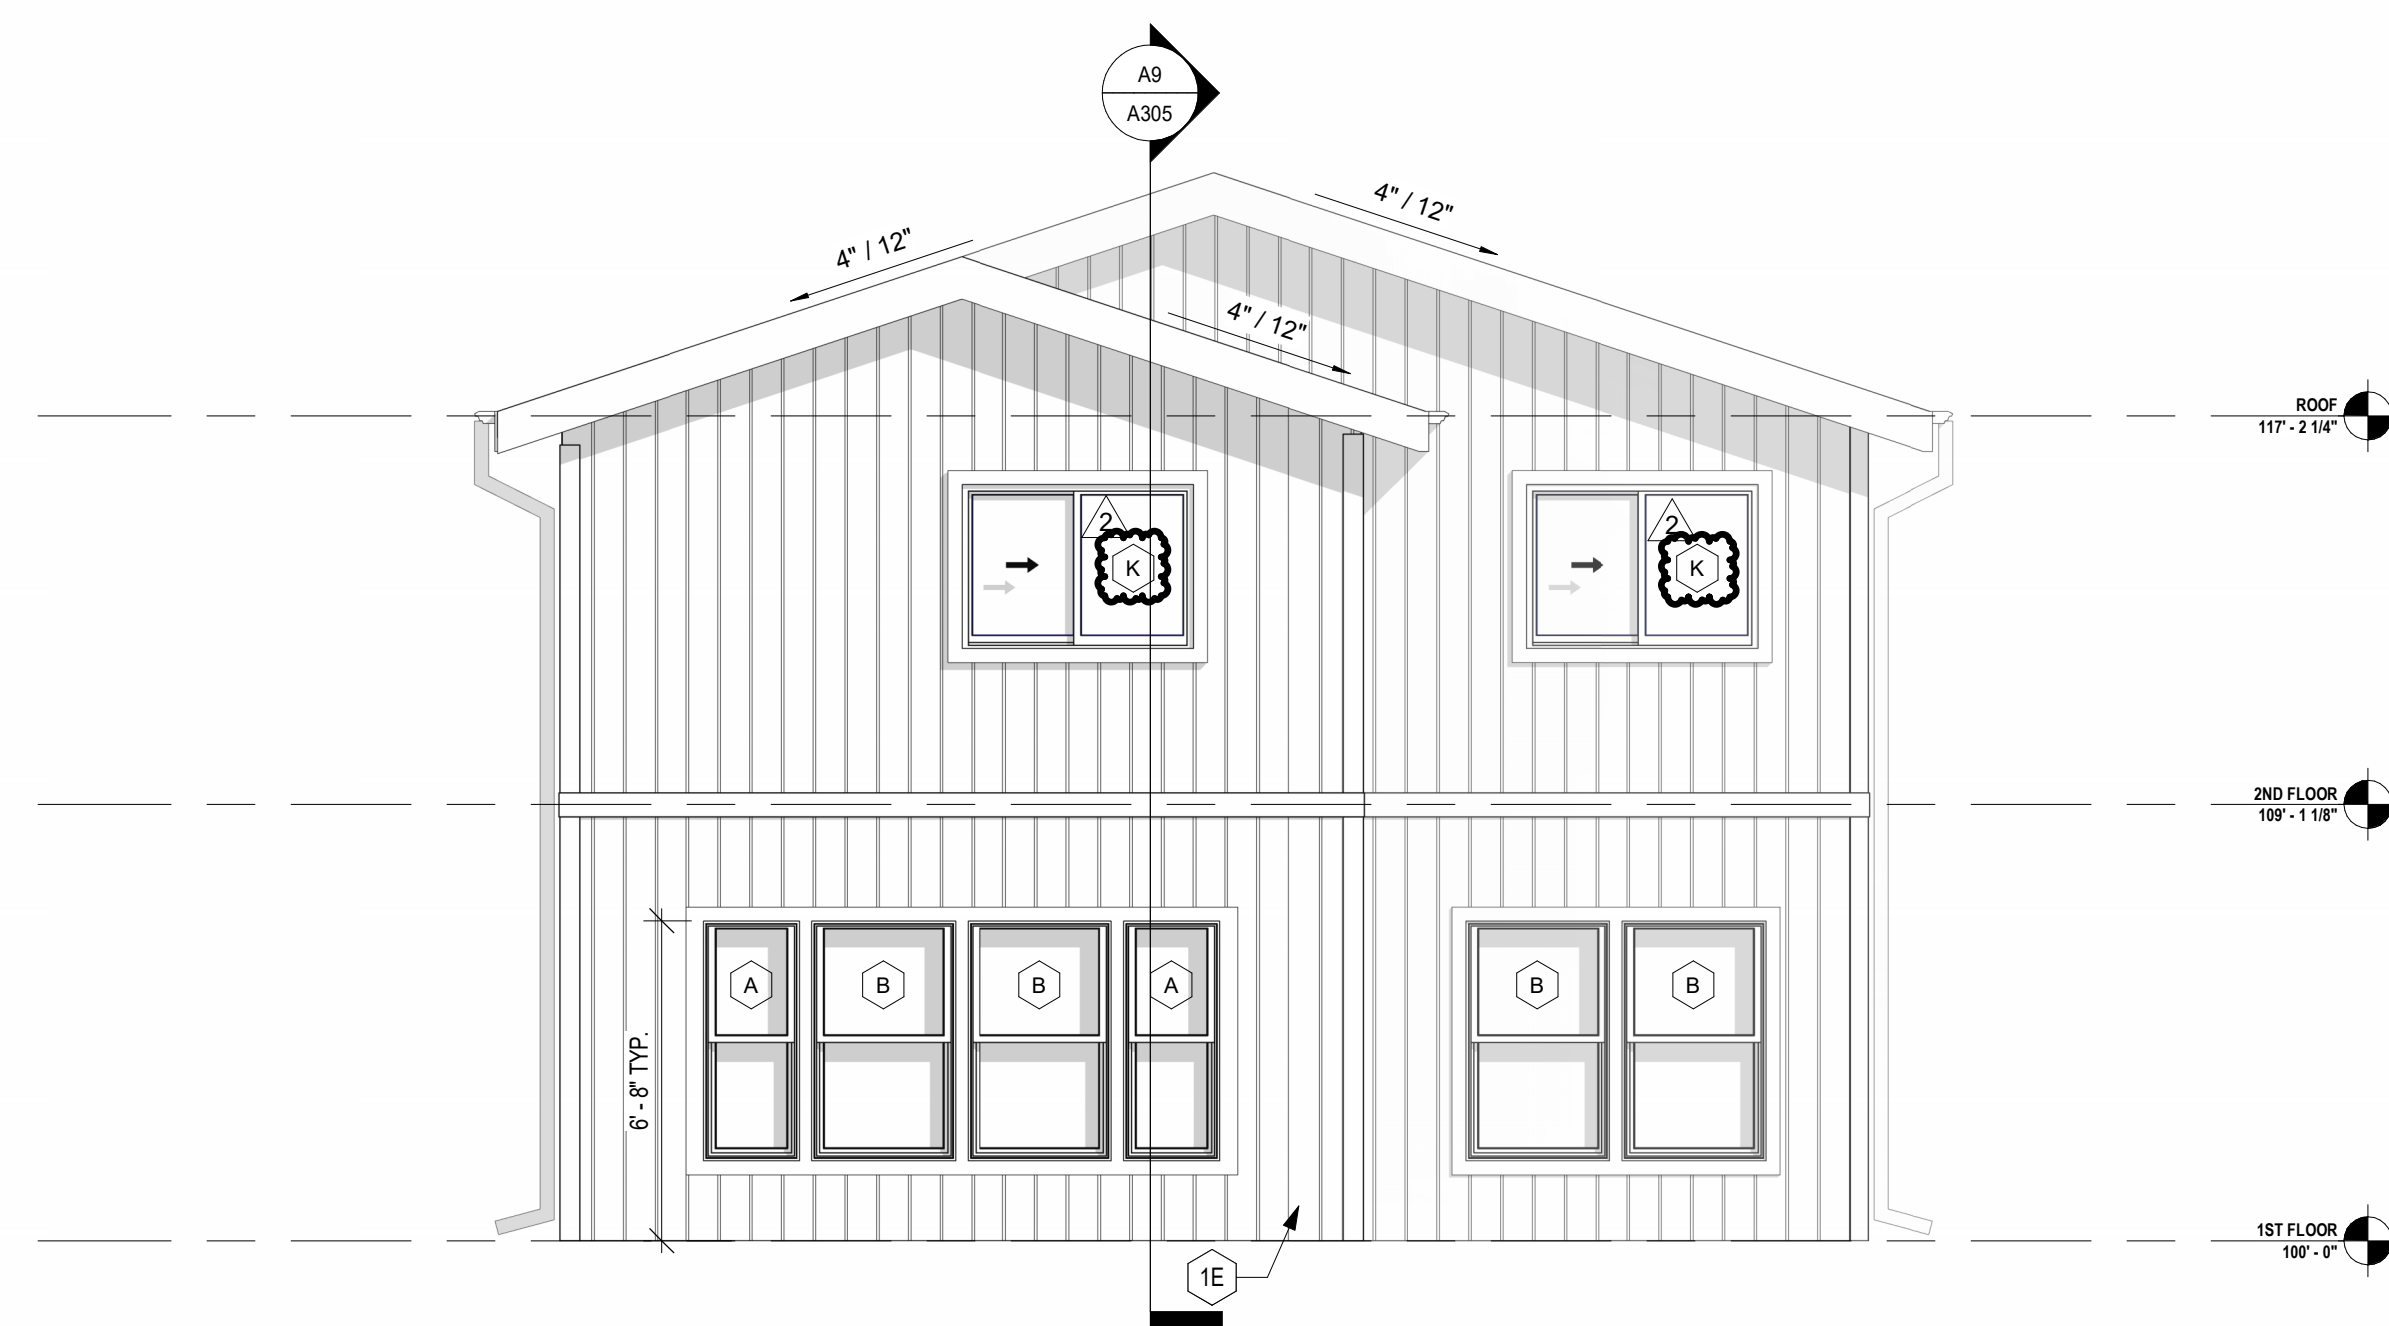 A9
A305
4" / 12"
4" / 12"
4" / 12"
ROOF
117' - 2 1/4"
2
K
2
K
2ND FLOOR
109' - 1 1/8"
A
B
B
A
B
B
6' - 8" TYP.
1ST FLOOR
100' - 0"
1E